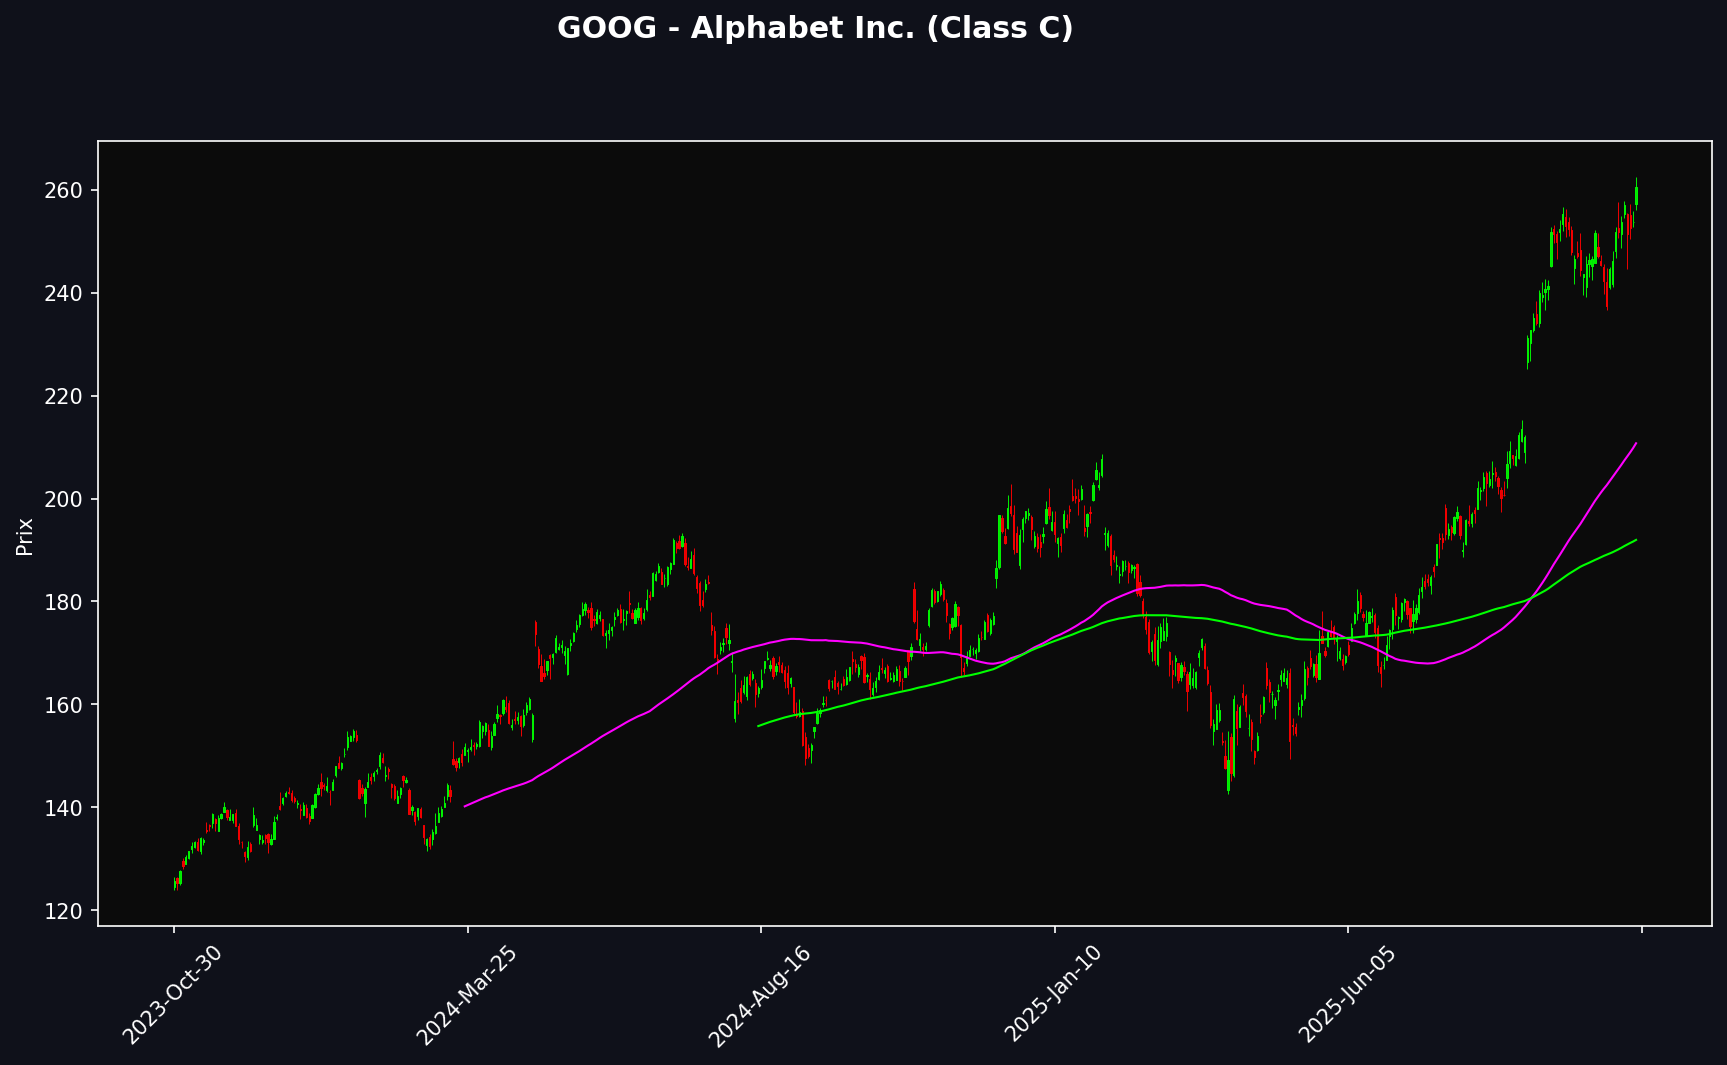 GOOG - Alphabet Inc. (Class C)
Prix
260
240
220
200
180
160
140
120
2023-Oct-30
2024-Mar-25
2024-Aug-16
2025-Jan-10
2025-Jun-05